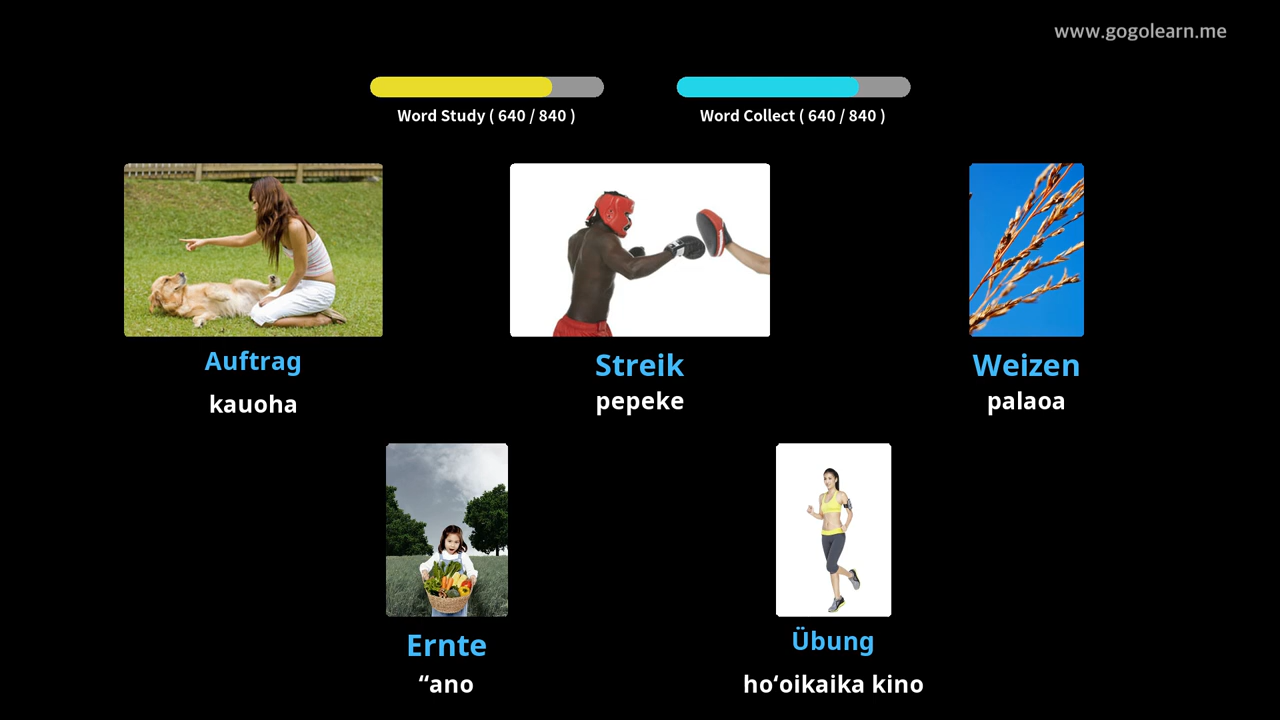 www.gogolearn.me
Word Study ( 640 / 840 )
Word Collect ( 640 / 840 )
Auftrag
kauoha
Streik
pepeke
Weizen
palaoa
Ernte
“ano
Übung
hoʻoikaika kino